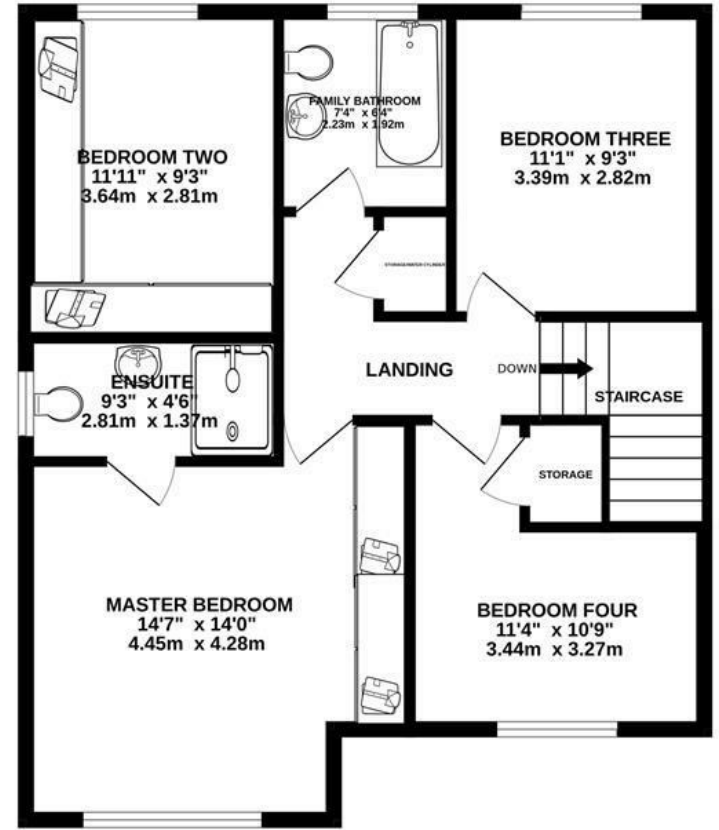 FAMILY BATHROOM
7'4" x 6'4"
2.23m x 1.92m
BEDROOM TWO
11'11" x 9'3"
3.64m x 2.81m
BEDROOM THREE
11'1" x 9'3"
3.39m x 2.82m
STORAGE/WATER CYLINDER
LANDING
DOWN
STAIRCASE
ENSUITE
9'3" x 4'6"
2.81m x 1.37m
STORAGE
MASTER BEDROOM
14'7" x 14'0"
4.45m x 4.28m
BEDROOM FOUR
11'4" x 10'9"
3.44m x 3.27m